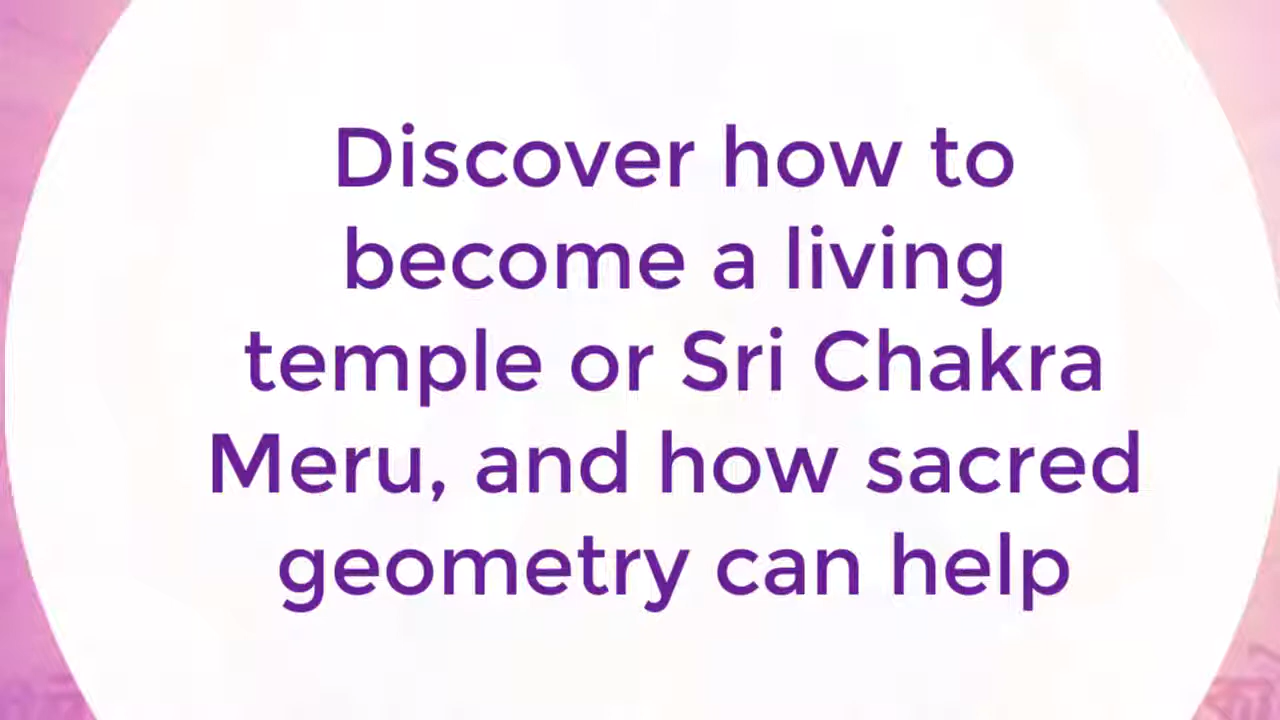 Discover how to
become a living
temple or Sri Chakra
Meru, and how sacred
geometry can help